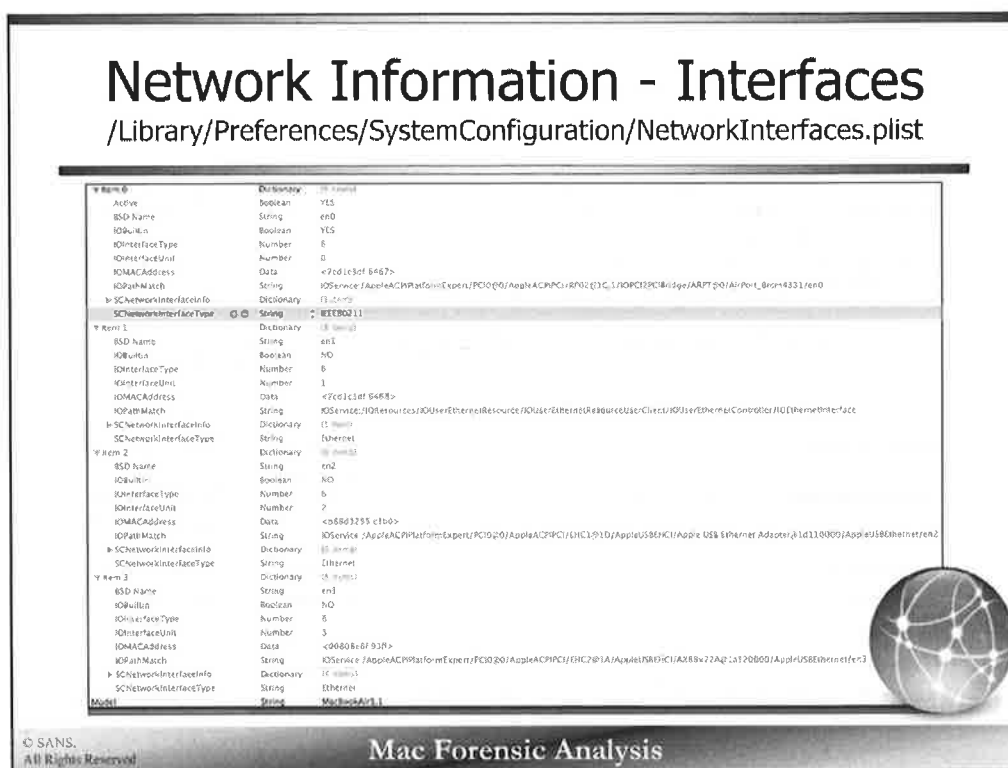 Network Information - Interfaces
/Library/Preferences/SystemConfiguration/NetworkInterfaces.plist
Item 0 Dictionary
Active Boolean YES
BSD Name String en0
IOBuiltin Boolean YES
IOInterfaceType Number 6
IOInterfaceUnit Number 0
IOMACAddress Data
IOPathMatch String
SCNetworkInterfaceInfo Dictionary
SCNetworkInterfaceType String IEEE80211
Item 1 Dictionary
BSD Name String en1
IOBuiltin Boolean NO
IOInterfaceType Number 6
IOInterfaceUnit Number 1
IOMACAddress Data
IOPathMatch String IOService:/IOResources/IOUserEthernetResource/IOUserEthernetResourceUserClient/IOUserEthernetController/IOEthernetInterface
SCNetworkInterfaceInfo Dictionary
SCNetworkInterfaceType String Ethernet
Item 2 Dictionary
BSD Name String en2
IOBuiltin Boolean NO
IOInterfaceType Number 6
IOInterfaceUnit Number 2
IOMACAddress Data
IOPathMatch String
SCNetworkInterfaceInfo Dictionary
SCNetworkInterfaceType String Ethernet
Item 3 Dictionary
BSD Name String en3
IOBuiltin Boolean NO
IOInterfaceType Number 6
IOInterfaceUnit Number 3
IOMACAddress Data
IOPathMatch String
SCNetworkInterfaceInfo Dictionary
SCNetworkInterfaceType String Ethernet
Model String
© SANS,
All Rights Reserved
Mac Forensic Analysis